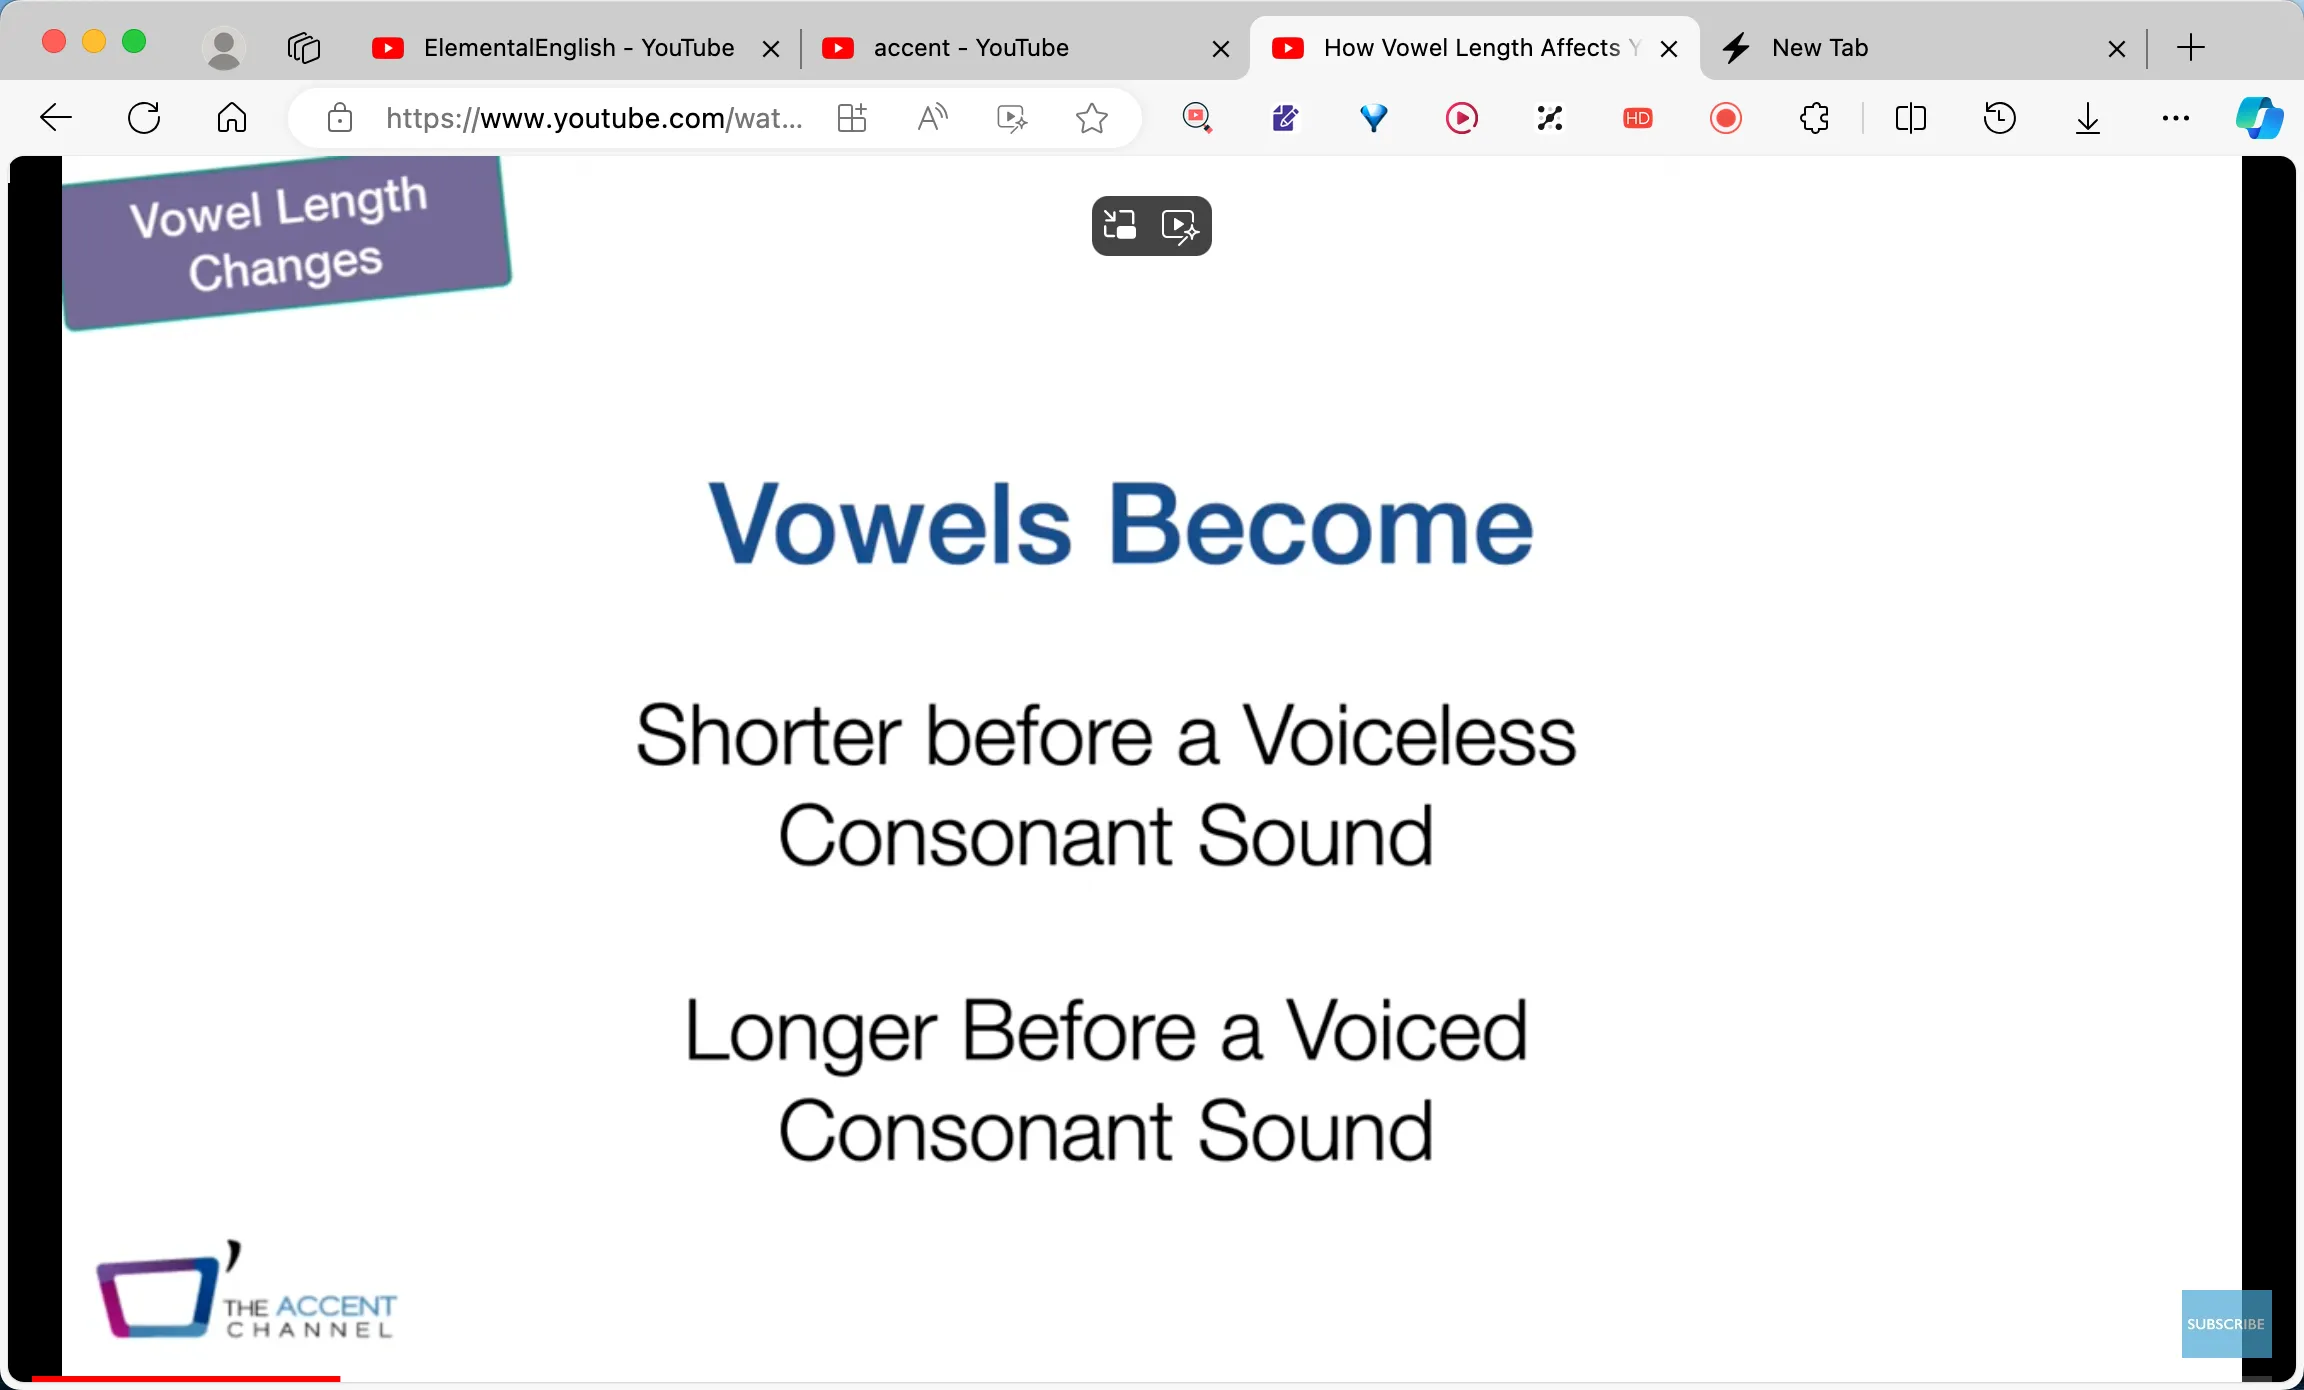 ElementalEnglish - YouTube
accent - YouTube
How Vowel Length Affects Y
New Tab
https://www.youtube.com/wat...
HD
Vowel Length
Changes
Vowels Become
Shorter before a Voiceless
Consonant Sound
Longer Before a Voiced
Consonant Sound
THE ACCENT
CHANNEL
SUBSCRIBE